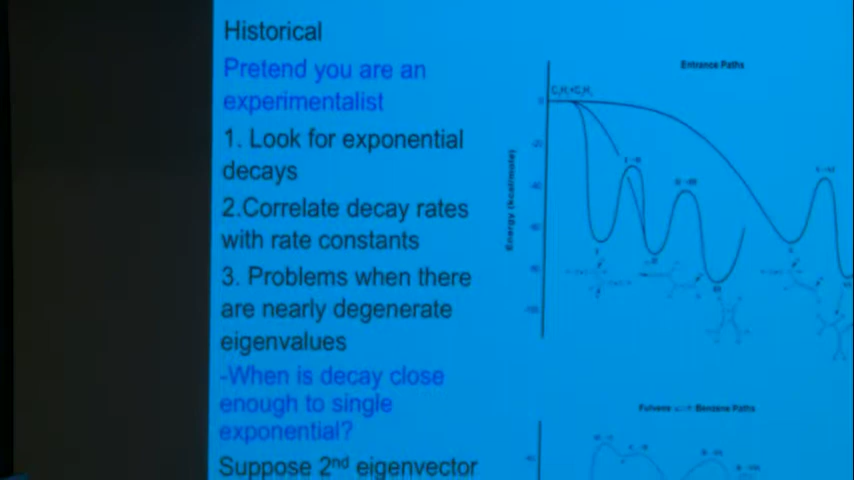 Historical
Pretend you are an
experimentalist
1. Look for exponential
decays
2.Correlate decay rates
with rate constants
3. Problems when there
are nearly degenerate
eigenvalues
-When is decay close
enough to single
exponential?
Suppose 2nd eigenvector
Entrance Paths
Energy (kcal/mole)
0
Fulvene Benzene Paths